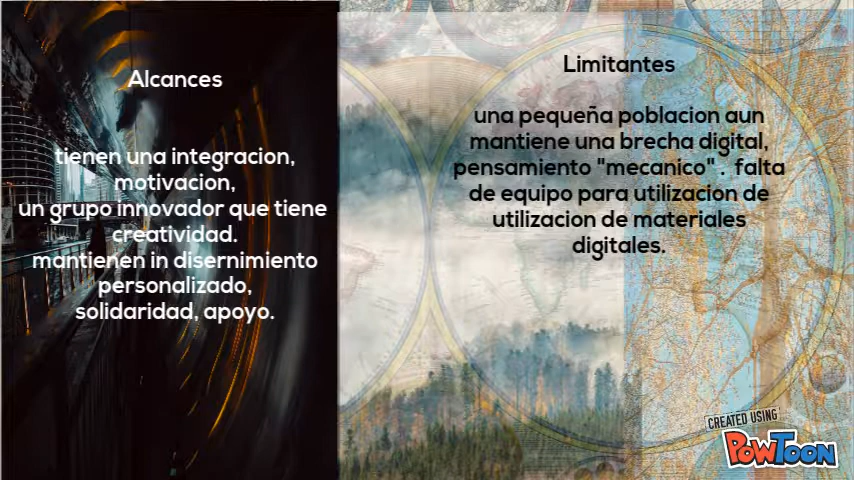 Alcances
tienen una integracion,
motivacion,
un grupo innovador que tiene
creatividad.
mantienen in disernimiento
personalizado,
solidaridad, apoyo.
Limitantes
una pequeña poblacion aun
mantiene una brecha digital,
pensamiento "mecanico" . falta
de equipo para utilizacion de
utilizacion de materiales
digitales.
CREATED USING
POWTOON